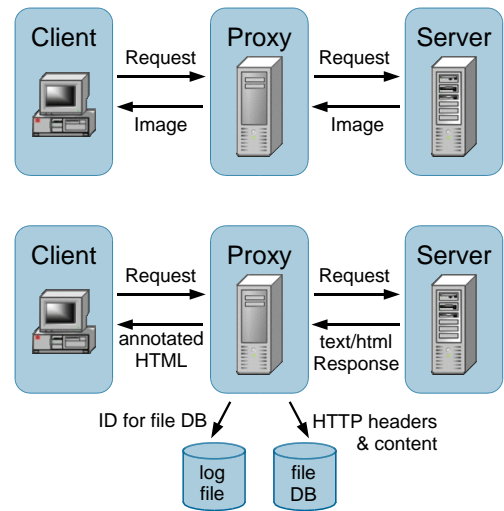 Client
Proxy
Server
Request
Request
Image
Image
Client
Proxy
Server
Request
Request
annotated
HTML
text/html
Response
ID for file DB
HTTP headers
& content
log
file
file
DB